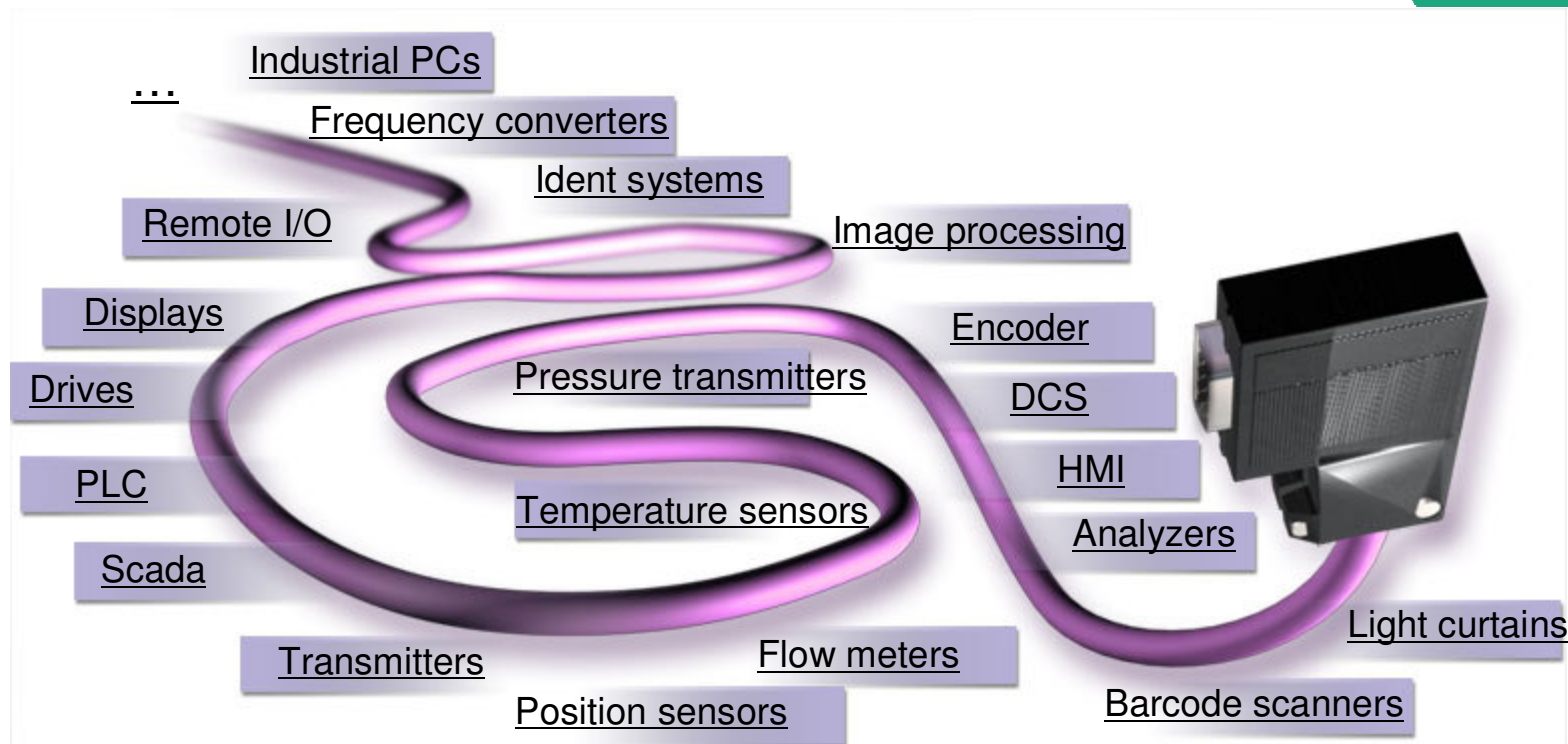 Industrial PCs
...
Frequency converters
Ident systems
Remote I/O
Image processing
Displays
Encoder
Pressure transmitters
Drives
DCS
HMI
PLC
Temperature sensors
Analyzers
Scada
Light curtains
Transmitters
Flow meters
Position sensors
Barcode scanners